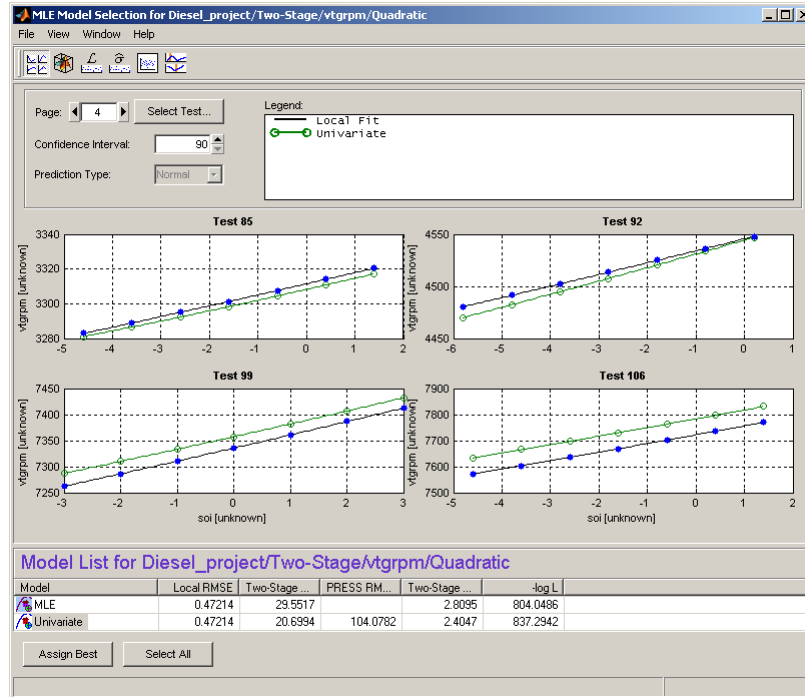 MLE Model Selection for Diesel_project/Two-Stage/vtgrpm/Quadratic
File View Window Help
Page: 4 Select Test...
Confidence Interval: 90
Prediction Type: Normal
Legend:
Local Fit
Univariate
Test 85
vtgrpm [unknown]
3340
3320
3300
3280
-5 -4 -3 -2 -1 0 1 2
Test 92
vtgrpm [unknown]
4550
4500
4450
-6 -5 -4 -3 -2 -1 0 1
Test 99
vtgrpm [unknown]
7450
7400
7350
7300
7250
-3 -2 -1 0 1 2 3
soi [unknown]
Test 106
vtgrpm [unknown]
7900
7800
7700
7600
7500
-5 -4 -3 -2 -1 0 1 2
soi [unknown]
Model List for Diesel_project/Two-Stage/vtgrpm/Quadratic
Model Local RMSE Two-Stage ... PRESS RM... Two-Stage ... -log L
MLE 0.47214 29.5517 2.8095 804.0486
Univariate 0.47214 20.6994 104.0782 2.4047 837.2942
Assign Best Select All